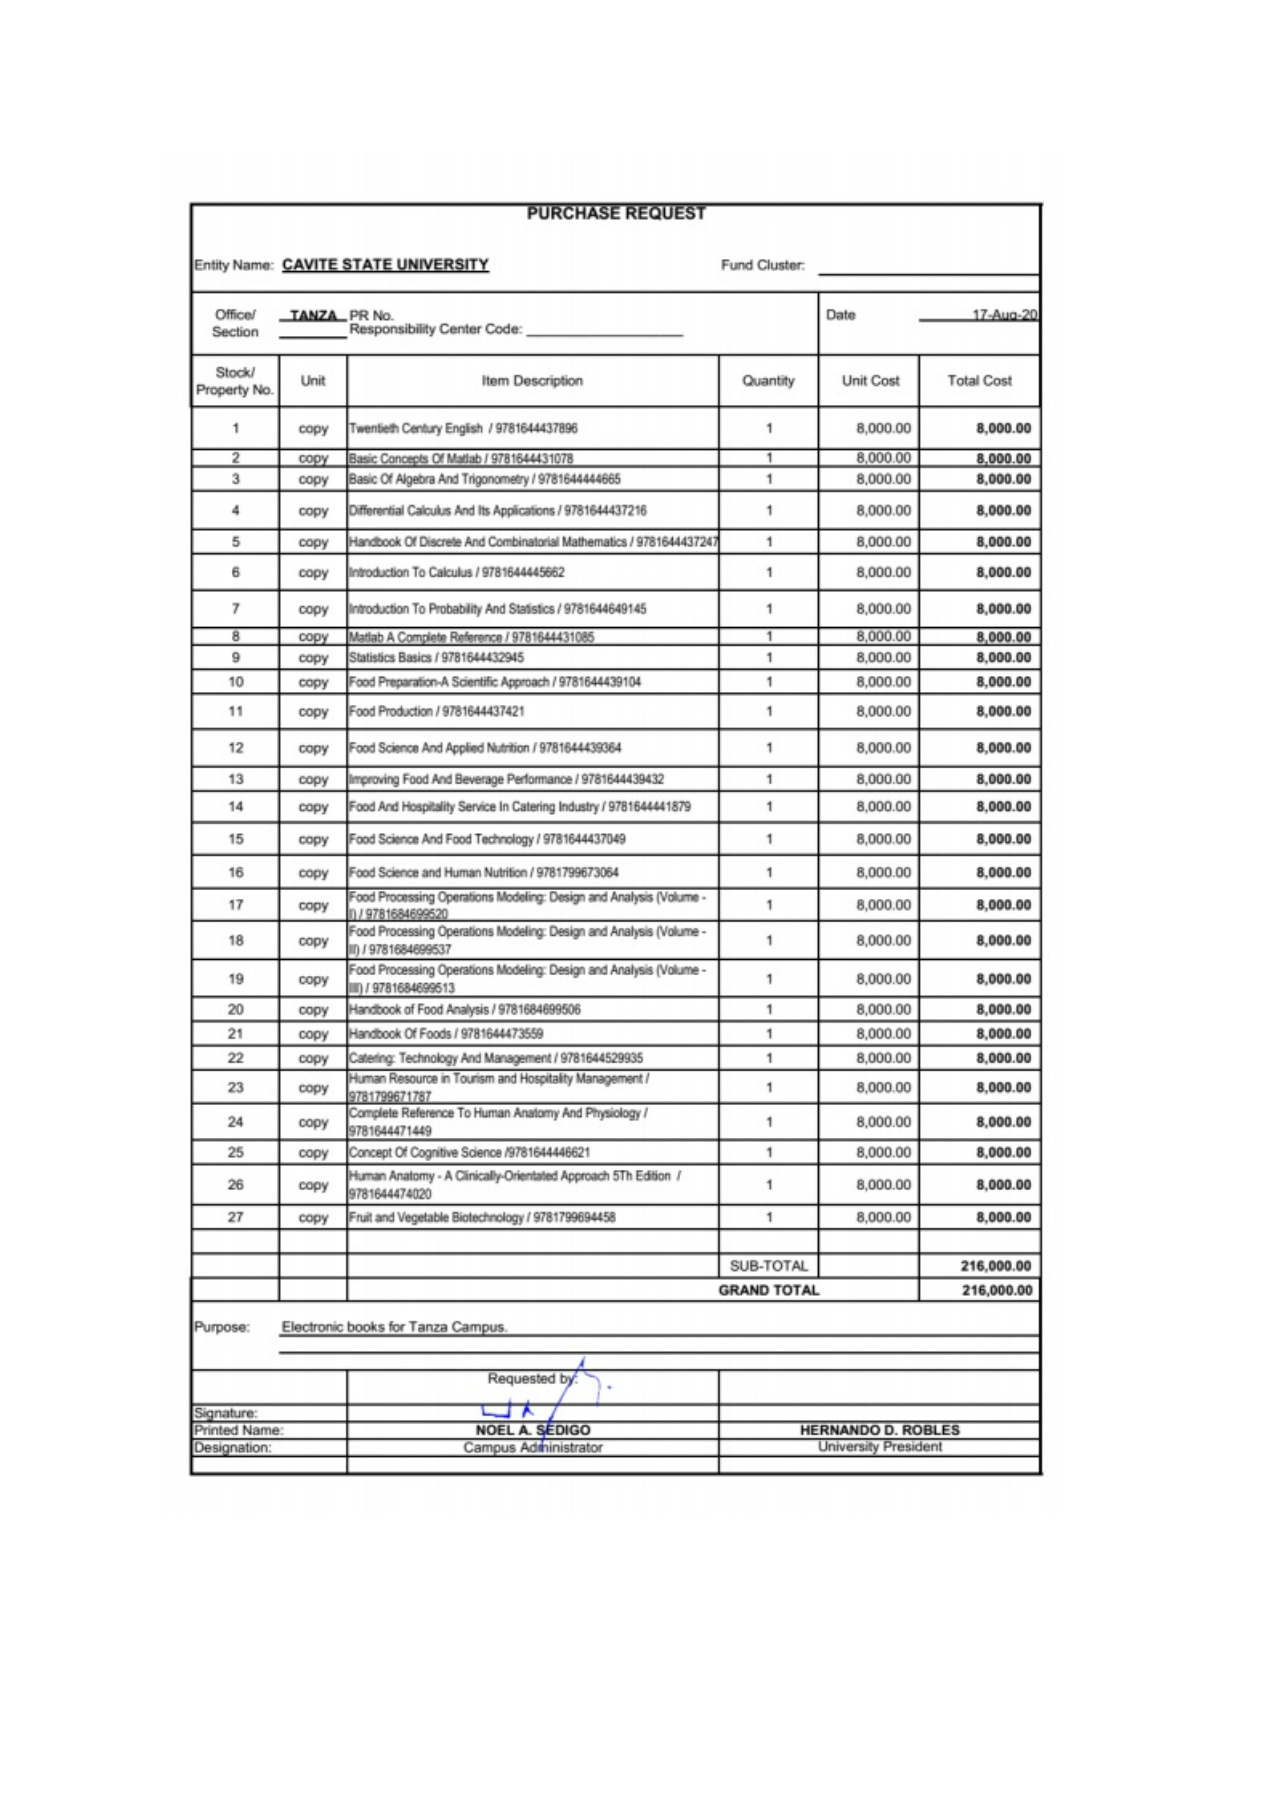 PURCHASE REQUEST
Entity Name: CAVITE STATE UNIVERSITY Fund Cluster:
Office/ Section TANZA PR No. Date 17-Aug-20
Responsibility Center Code:
Stock/ Property No. Unit Item Description Quantity Unit Cost Total Cost
1 copy Twentieth Century English / 9781644437896 1 8,000.00 8,000.00
2 copy Basic Concepts Of Matlab / 9781644431078 1 8,000.00 8,000.00
3 copy Basic Of Algebra And Trigonometry / 9781644444665 1 8,000.00 8,000.00
4 copy Differential Calculus And Its Applications / 9781644437216 1 8,000.00 8,000.00
5 copy Handbook Of Discrete And Combinatorial Mathematics / 9781644437247 1 8,000.00 8,000.00
6 copy Introduction To Calculus / 9781644445662 1 8,000.00 8,000.00
7 copy Introduction To Probability And Statistics / 9781644649145 1 8,000.00 8,000.00
8 copy Matlab A Complete Reference / 9781644431085 1 8,000.00 8,000.00
9 copy Statistics Basics / 9781644432945 1 8,000.00 8,000.00
10 copy Food Preparation-A Scientific Approach / 9781644439104 1 8,000.00 8,000.00
11 copy Food Production / 9781644437421 1 8,000.00 8,000.00
12 copy Food Science And Applied Nutrition / 9781644439364 1 8,000.00 8,000.00
13 copy Improving Food And Beverage Performance / 9781644439432 1 8,000.00 8,000.00
14 copy Food And Hospitality Service In Catering Industry / 9781644441879 1 8,000.00 8,000.00
15 copy Food Science And Food Technology / 9781644437049 1 8,000.00 8,000.00
16 copy Food Science and Human Nutrition / 9781799673064 1 8,000.00 8,000.00
17 copy Food Processing Operations Modeling: Design and Analysis (Volume - 1 8,000.00 8,000.00
I) / 9781684699520
18 copy Food Processing Operations Modeling: Design and Analysis (Volume - 1 8,000.00 8,000.00
II) / 9781684699537
19 copy Food Processing Operations Modeling: Design and Analysis (Volume - 1 8,000.00 8,000.00
III) / 9781684699513
20 copy Handbook of Food Analysis / 9781684699506 1 8,000.00 8,000.00
21 copy Handbook Of Foods / 9781644473559 1 8,000.00 8,000.00
22 copy Catering: Technology And Management / 9781644529935 1 8,000.00 8,000.00
23 copy Human Resource in Tourism and Hospitality Management / 1 8,000.00 8,000.00
9781799671787
24 copy Complete Reference To Human Anatomy And Physiology / 1 8,000.00 8,000.00
9781644471449
25 copy Concept Of Cognitive Science /9781644446621 1 8,000.00 8,000.00
26 copy Human Anatomy - A Clinically-Orientated Approach 5Th Edition / 1 8,000.00 8,000.00
9781644474020
27 copy Fruit and Vegetable Biotechnology / 9781799694458 1 8,000.00 8,000.00
SUB-TOTAL 216,000.00
GRAND TOTAL 216,000.00
Purpose: Electronic books for Tanza Campus.
Requested by:
Signature:
Printed Name: NOEL A. SEDIGO HERNANDO D. ROBLES
Designation: Campus Administrator University President